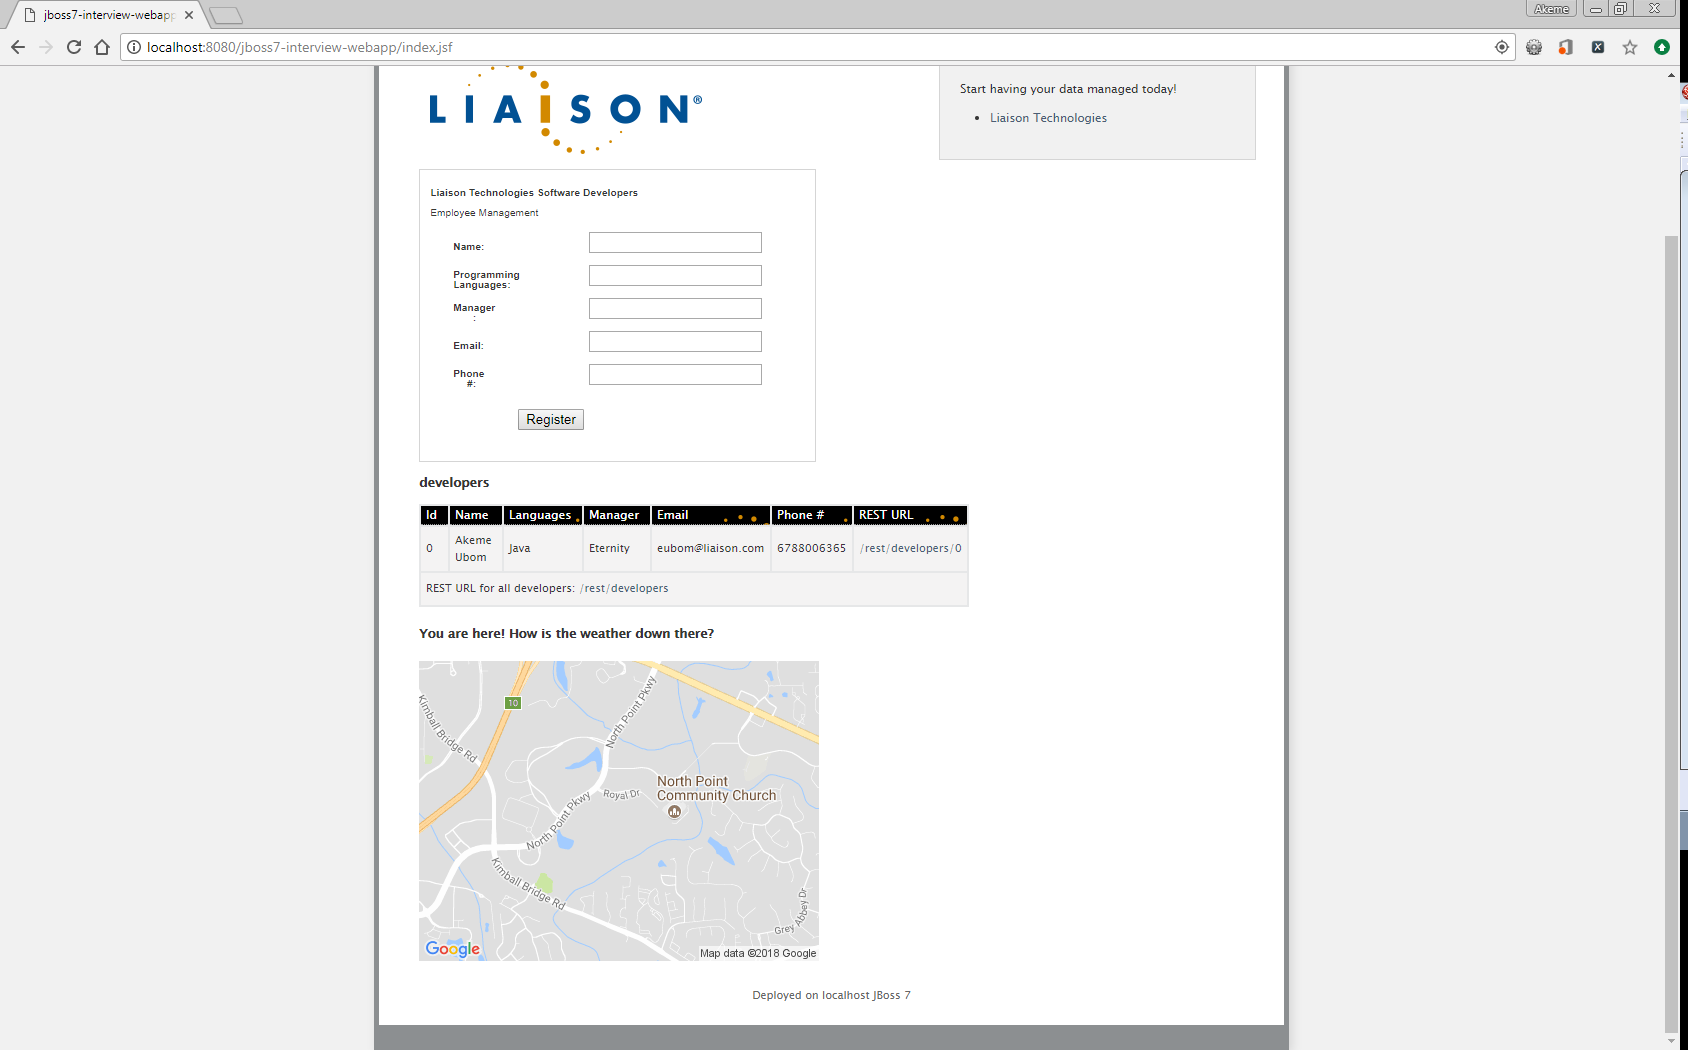 jboss7-interview-webapp
Akeme
localhost:8080/jboss7-interview-webapp/index.jsf
LIAISON®
Start having your data managed today!
Liaison Technologies
Liaison Technologies Software Developers
Employee Management
Name:
Programming
Languages:
Manager
:
Email:
Phone
#:
Register
developers
Id Name Languages Manager Email Phone # REST URL
0 Akeme Ubom Java Eternity eubom@liaison.com 6788006365 /rest/developers/0
REST URL for all developers: /rest/developers
You are here! How is the weather down there?
10
Kimball Bridge Rd
North Point Pkwy
North Point
Community Church
Royal Dr
North Point Pkwy
Kimball Bridge Rd
Grey Abbey Dr
Google
Map data ©2018 Google
Deployed on localhost JBoss 7